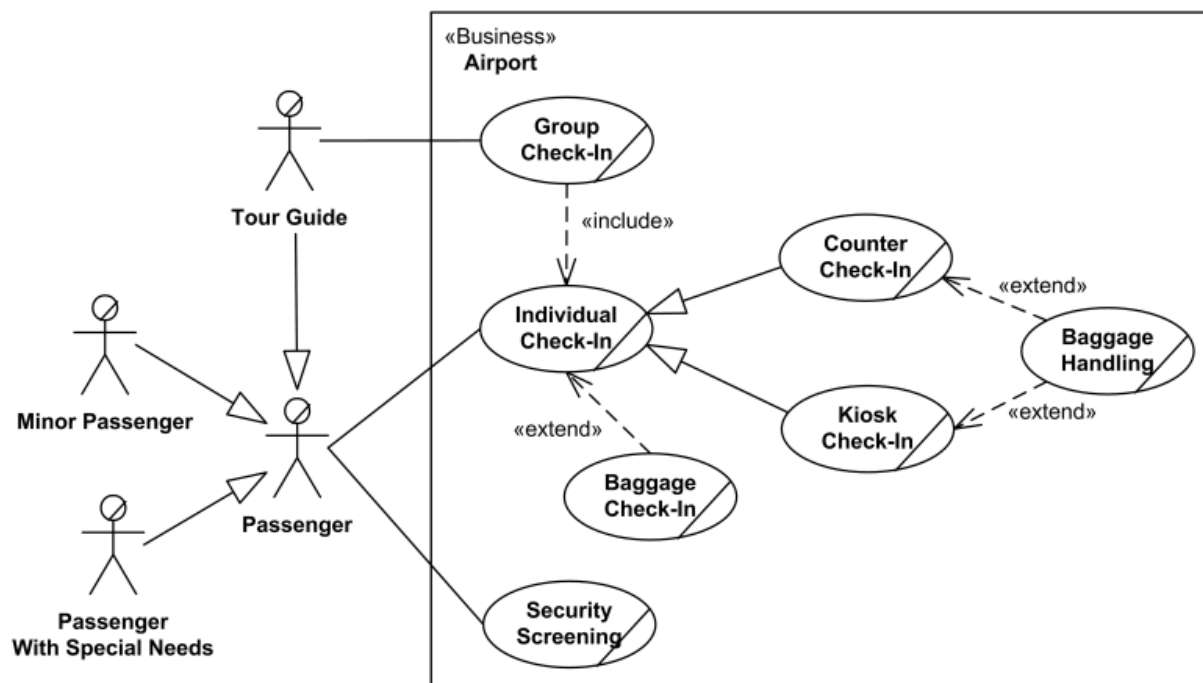 «Business»
Airport
Group
Check-In
Tour Guide
«include»
Counter
Check-In
«extend»
Individual
Check-In
Baggage
Handling
Minor Passenger
«extend»
Kiosk
Check-In
«extend»
Baggage
Check-In
Passenger
Security
Screening
Passenger
With Special Needs